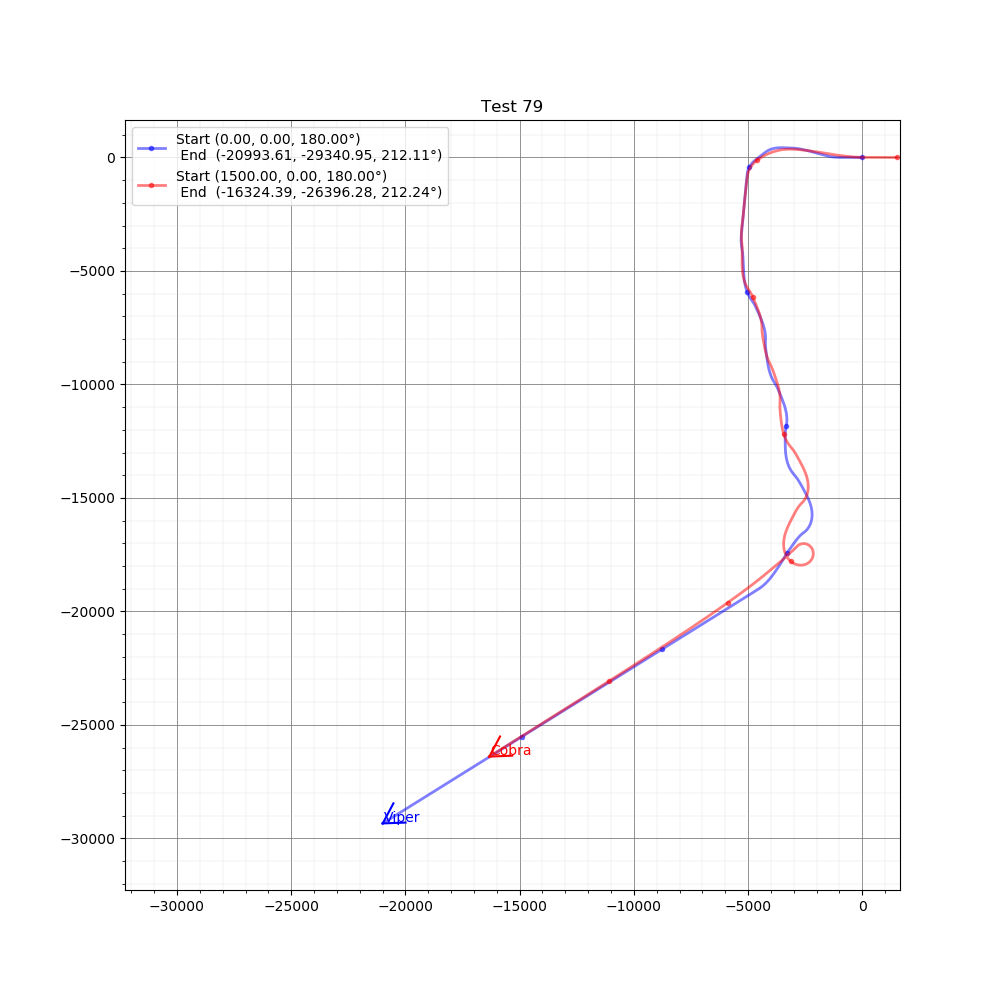 Test 79
Start (0.00, 0.00, 180.00°)
End (-20993.61, -29340.95, 212.11°)
Start (1500.00, 0.00, 180.00°)
End (-16324.39, -26396.28, 212.24°)
0
−5000
−10000
−15000
−20000
−25000
−30000
Cobra
Viper
−30000 −25000 −20000 −15000 −10000 −5000 0